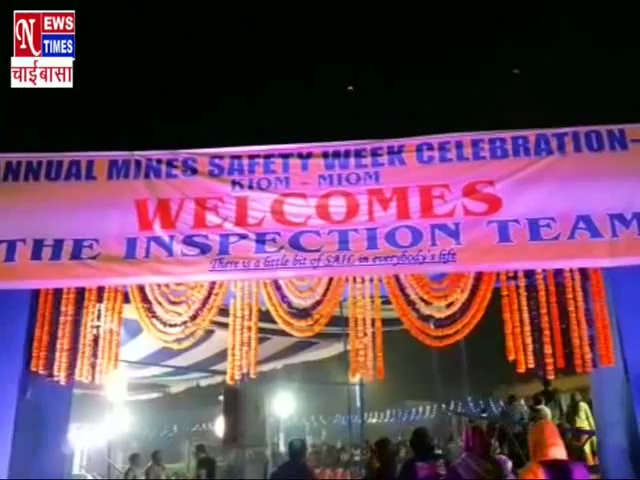 N EWS
TIMES
चाईबासा
ANNUAL MINES SAFETY WEEK CELEBRATION-
KIOM - MIOM
WELCOMES
THE INSPECTION TEAM
There is a little bit of SAIL in everybody's life